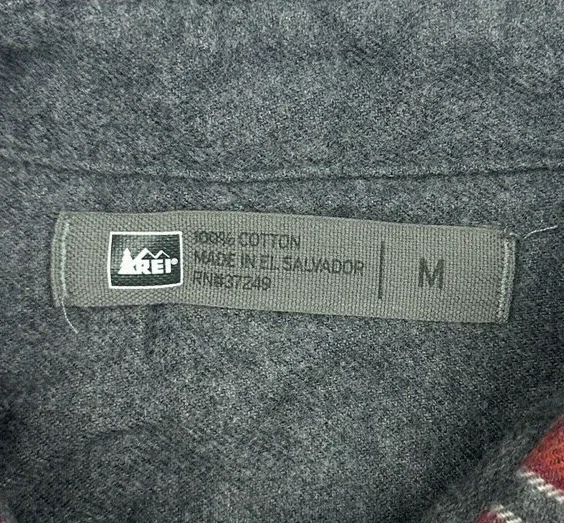 REI
100% COTTON
MADE IN EL SALVADOR
RN#37249
M